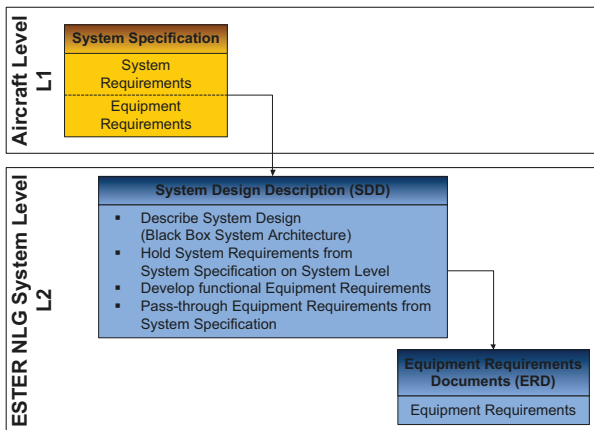 Aircraft Level
L1
System Specification
System
Requirements
Equipment
Requirements
ESTER NLG System Level
L2
System Design Description (SDD)
▪ Describe System Design
(Black Box System Architecture)
▪ Hold System Requirements from
System Specification on System Level
▪ Develop functional Equipment Requirements
▪ Pass-through Equipment Requirements from
System Specification
Equipment Requirements
Documents (ERD)
Equipment Requirements